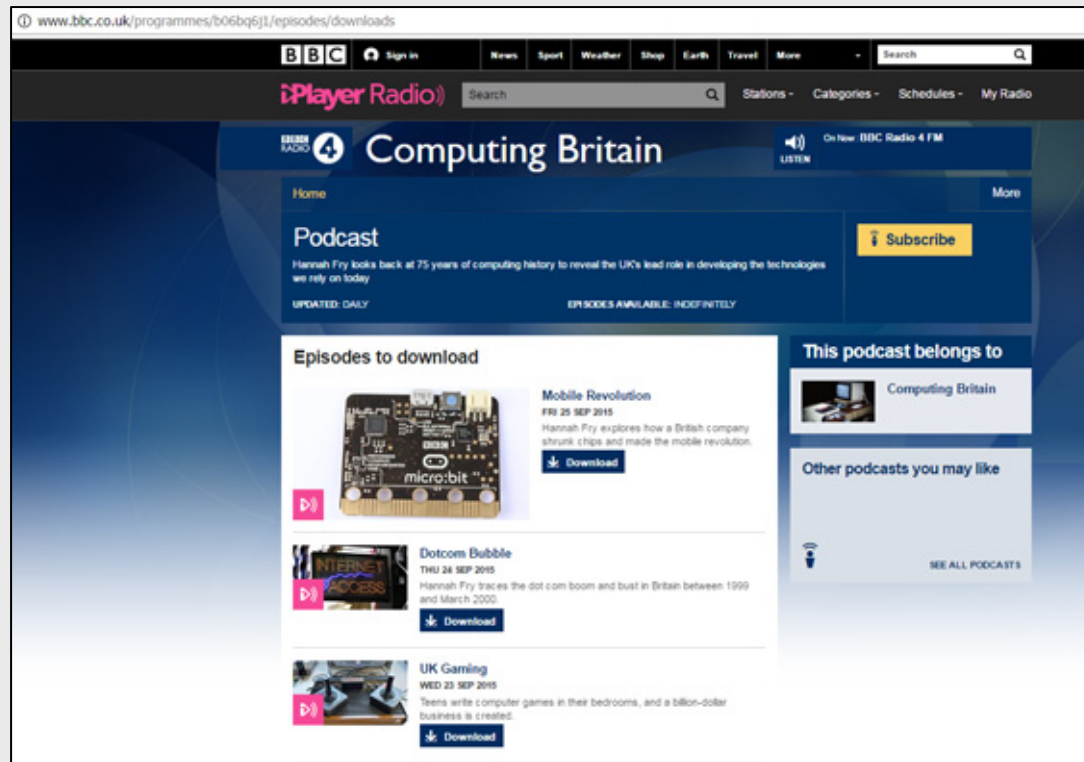 www.bbc.co.uk/programmes/b06bq6j1/episodes/downloads
BBC Sign in News Sport Weather Shop Earth Travel More Search
iPlayer Radio Search Stations Categories Schedules My Radio
BBC RADIO 4 Computing Britain LISTEN On Now: BBC Radio 4 FM
Home More
Podcast
Subscribe
Hannah Fry looks back at 75 years of computing history to reveal the UK's lead role in developing the technologies
we rely on today
UPDATED: DAILY EPISODES AVAILABLE: INDEFINITELY
Episodes to download
micro:bit
Mobile Revolution
FRI 25 SEP 2015
Hannah Fry explores how a British company
shrunk chips and made the mobile revolution.
Download
INTERNET
ACCESS
Dotcom Bubble
THU 24 SEP 2015
Hannah Fry traces the dot com boom and bust in Britain between 1999
and March 2000.
Download
UK Gaming
WED 23 SEP 2015
Teens write computer games in their bedrooms, and a billion-dollar
business is created.
Download
This podcast belongs to
Computing Britain
Other podcasts you may like
SEE ALL PODCASTS